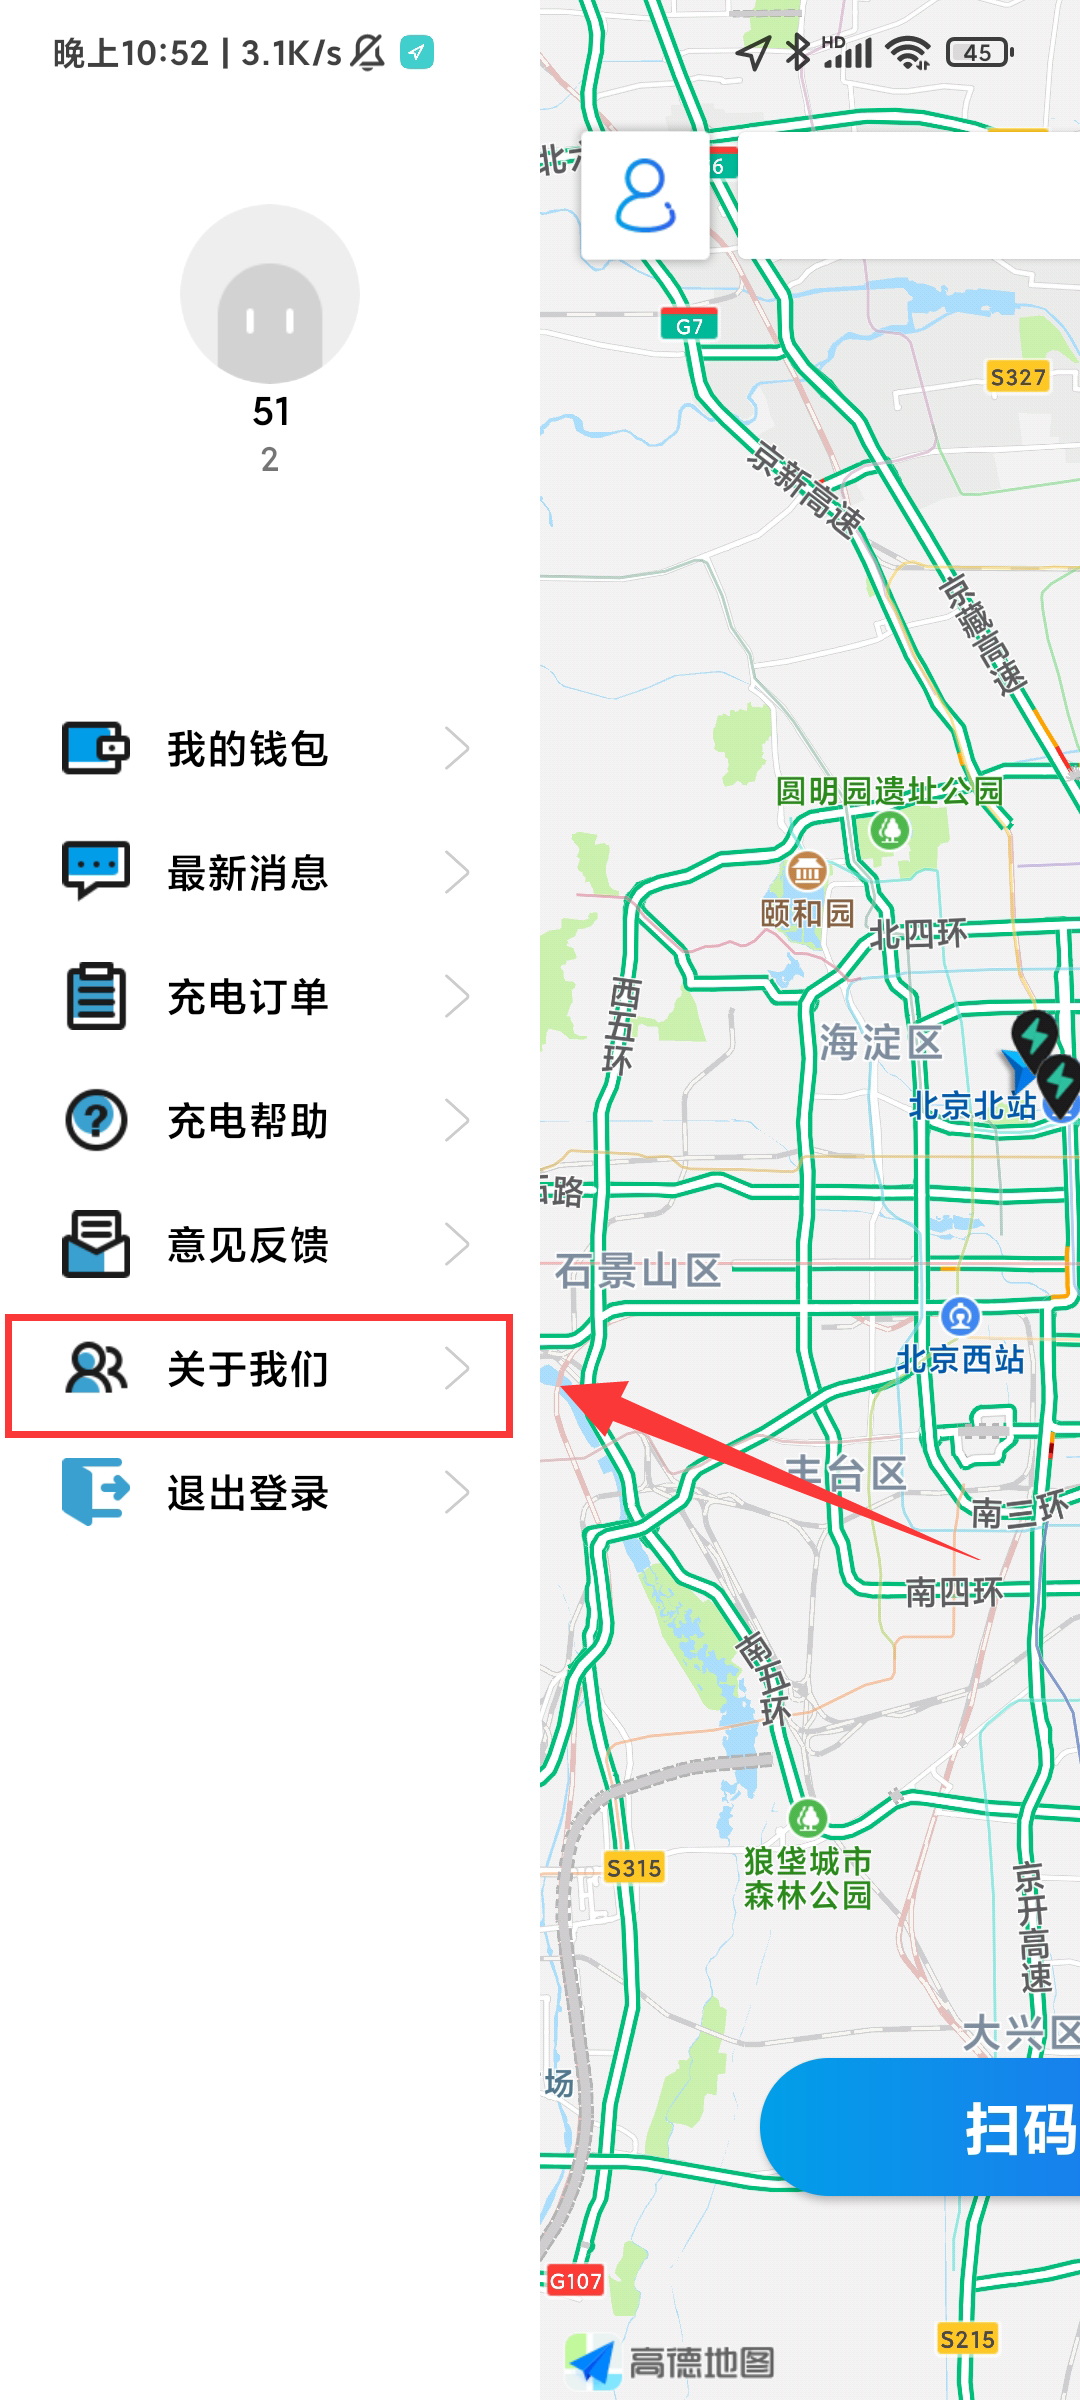 晚上10:52 | 3.1K/s
HD
45
51
2
我的钱包
最新消息
充电订单
充电帮助
意见反馈
关于我们
退出登录
北六
6
G7
S327
京新高速
京藏高速
圆明园遗址公园
颐和园
北四环
西五环
海淀区
北京北站
路
石景山区
北京西站
丰台区
南三环
南四环
南五环
S315
狼垡城市
森林公园
京开高速
大兴区
场
扫码
G107
S215
高德地图